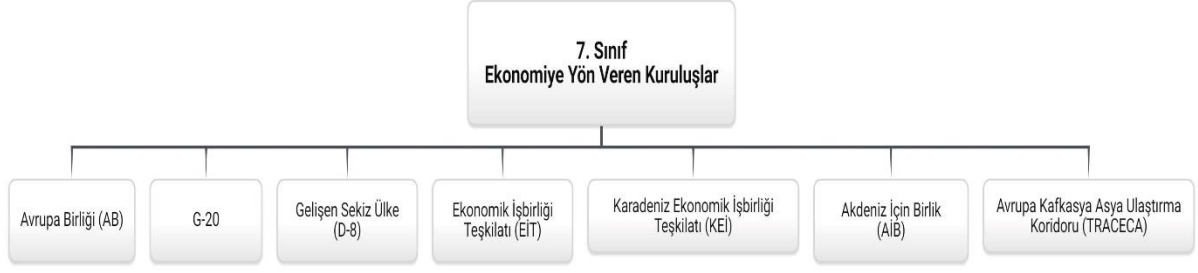 7. Sınıf
Ekonomiye Yön Veren Kuruluşlar
Avrupa Birliği (AB)
G-20
Gelişen Sekiz Ülke
(D-8)
Ekonomik İşbirliği
Teşkilatı (EİT)
Karadeniz Ekonomik İşbirliği
Teşkilatı (KEİ)
Akdeniz İçin Birlik
(AİB)
Avrupa Kafkasya Asya Ulaştırma
Koridoru (TRACECA)